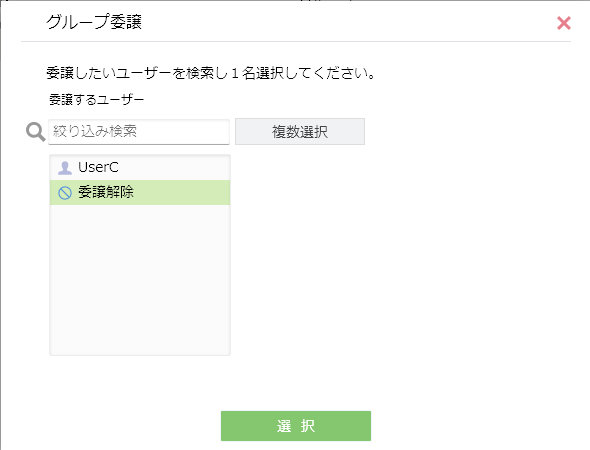 グループ委譲
委譲したいユーザーを検索し１名選択してください。
委譲するユーザー
絞り込み検索
複数選択
UserC
委譲解除
選 択